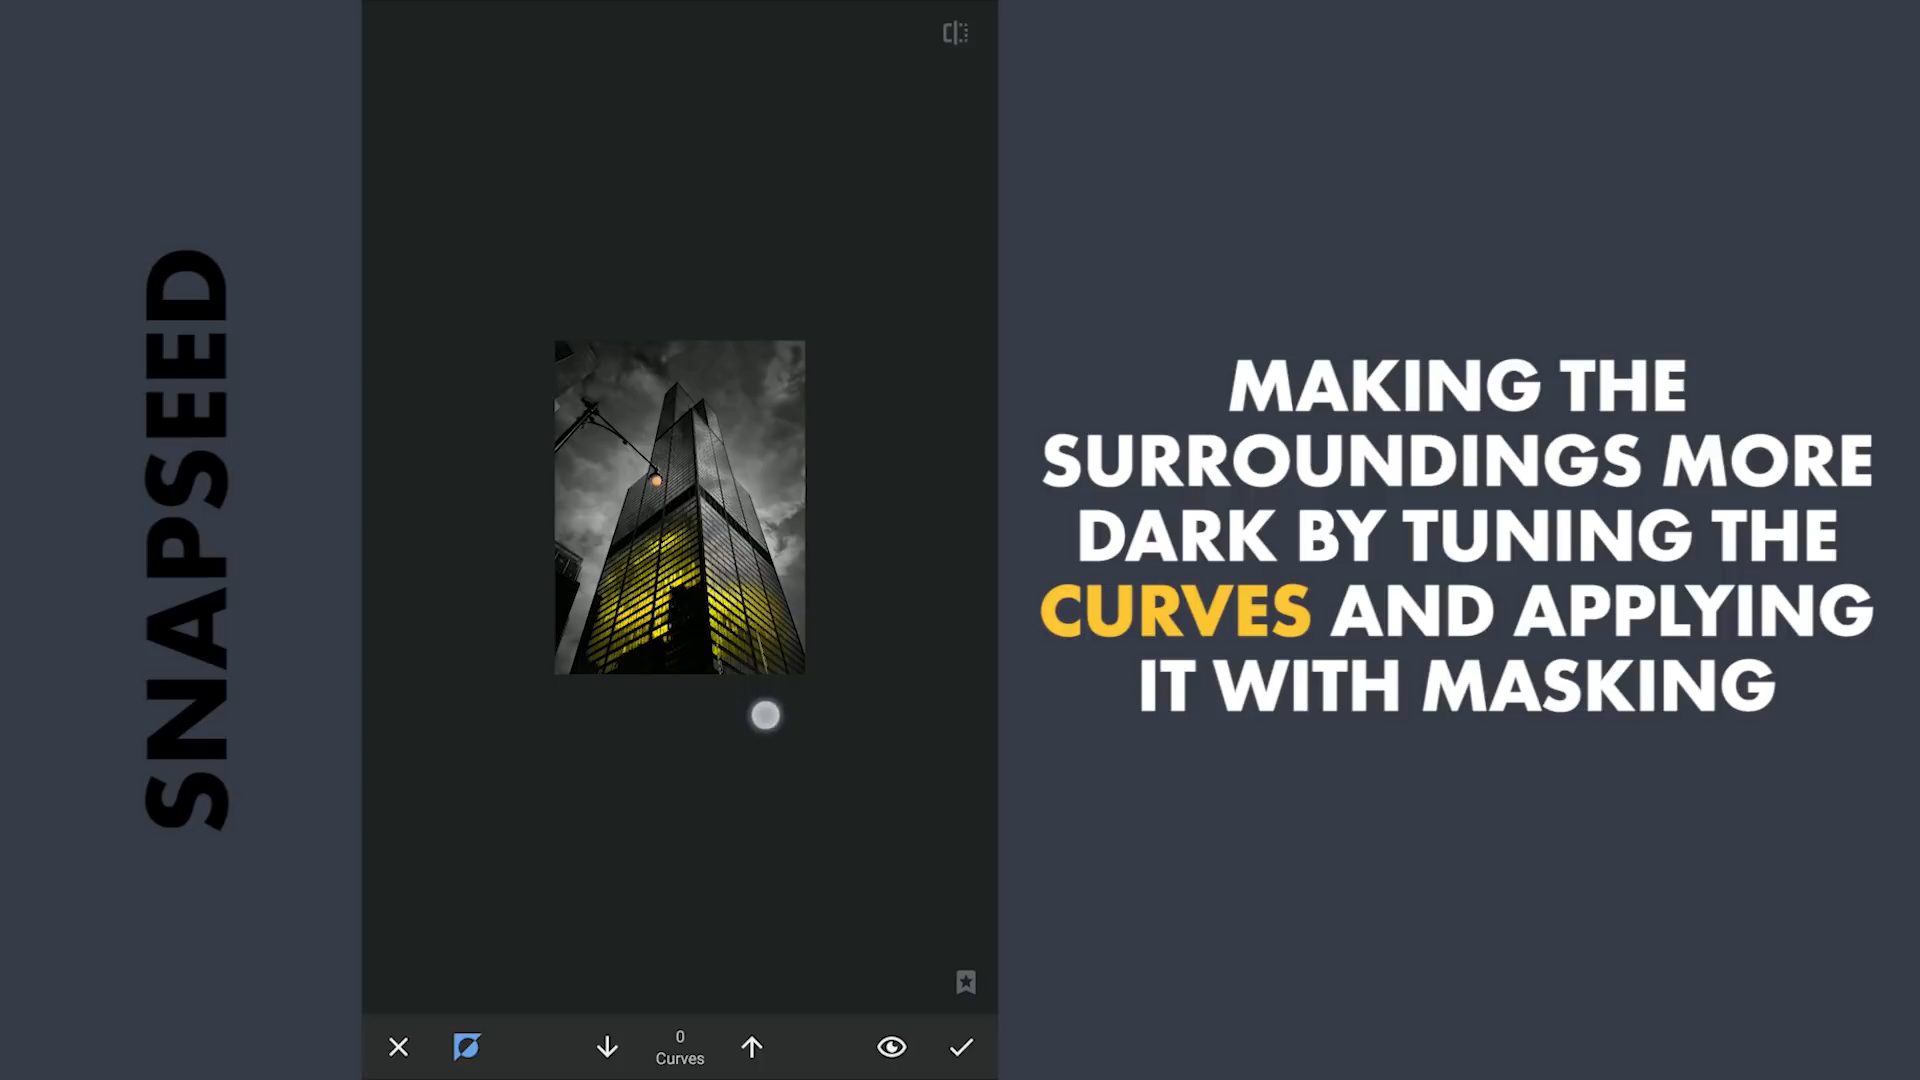 SNAPSEED
MAKING THE
SURROUNDINGS MORE
DARK BY TUNING THE
CURVES AND APPLYING
IT WITH MASKING
0
Curves